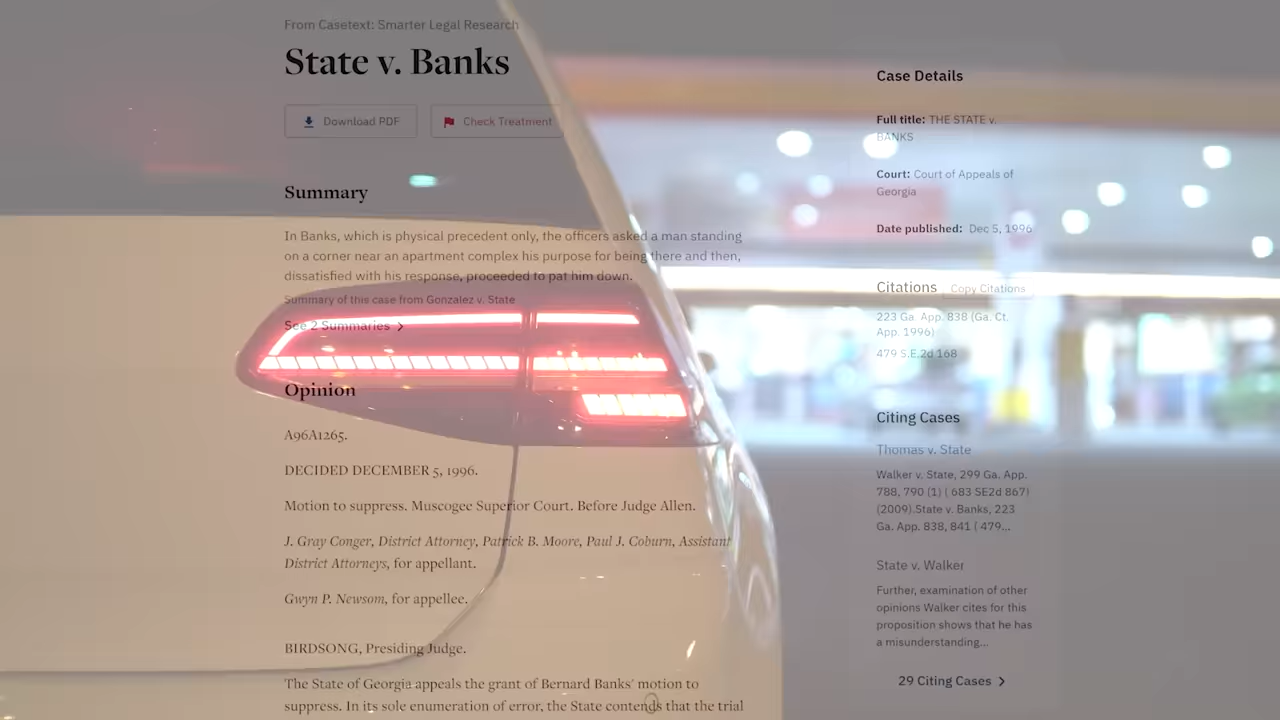 From Casetext: Smarter Legal Research
State v. Banks
Download PDF
Check Treatment
Summary
In Banks, which is physical precedent only, the officers asked a man standing
on a corner near an apartment complex his purpose for being there and then,
dissatisfied with his response, proceeded to pat him down.
Summary of this case from Gonzalez v. State
See 2 Summaries
Opinion
A96A1265.
DECIDED DECEMBER 5, 1996.
Motion to suppress. Muscogee Superior Court. Before Judge Allen.
J. Gray Conger, District Attorney, Patrick B. Moore, Paul J. Coburn, Assistant
District Attorneys, for appellant.
Gwyn P. Newsom, for appellee.
BIRDSONG, Presiding Judge.
The State of Georgia appeals the grant of Bernard Banks' motion to
suppress. In its sole enumeration of error, the State contends that the trial
Case Details
Full title: THE STATE v.
BANKS
Court: Court of Appeals of
Georgia
Date published: Dec 5, 1996
Citations
Copy Citations
223 Ga. App. 838 (Ga. Ct.
App. 1996)
479 S.E.2d 168
Citing Cases
Thomas v. State
Walker v. State, 299 Ga. App.
788, 790 (1) ( 683 SE2d 867)
(2009).State v. Banks, 223
Ga. App. 838, 841 ( 479...
State v. Walker
Further, examination of other
opinions Walker cites for this
proposition shows that he has
a misunderstanding...
29 Citing Cases